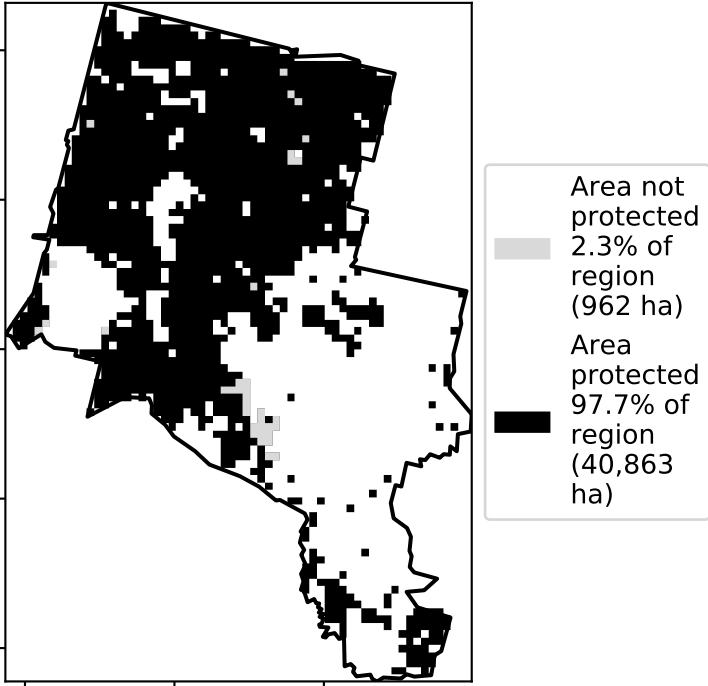 Area not
protected
2.3% of
region
(962 ha)
Area
protected
97.7% of
region
(40,863
ha)